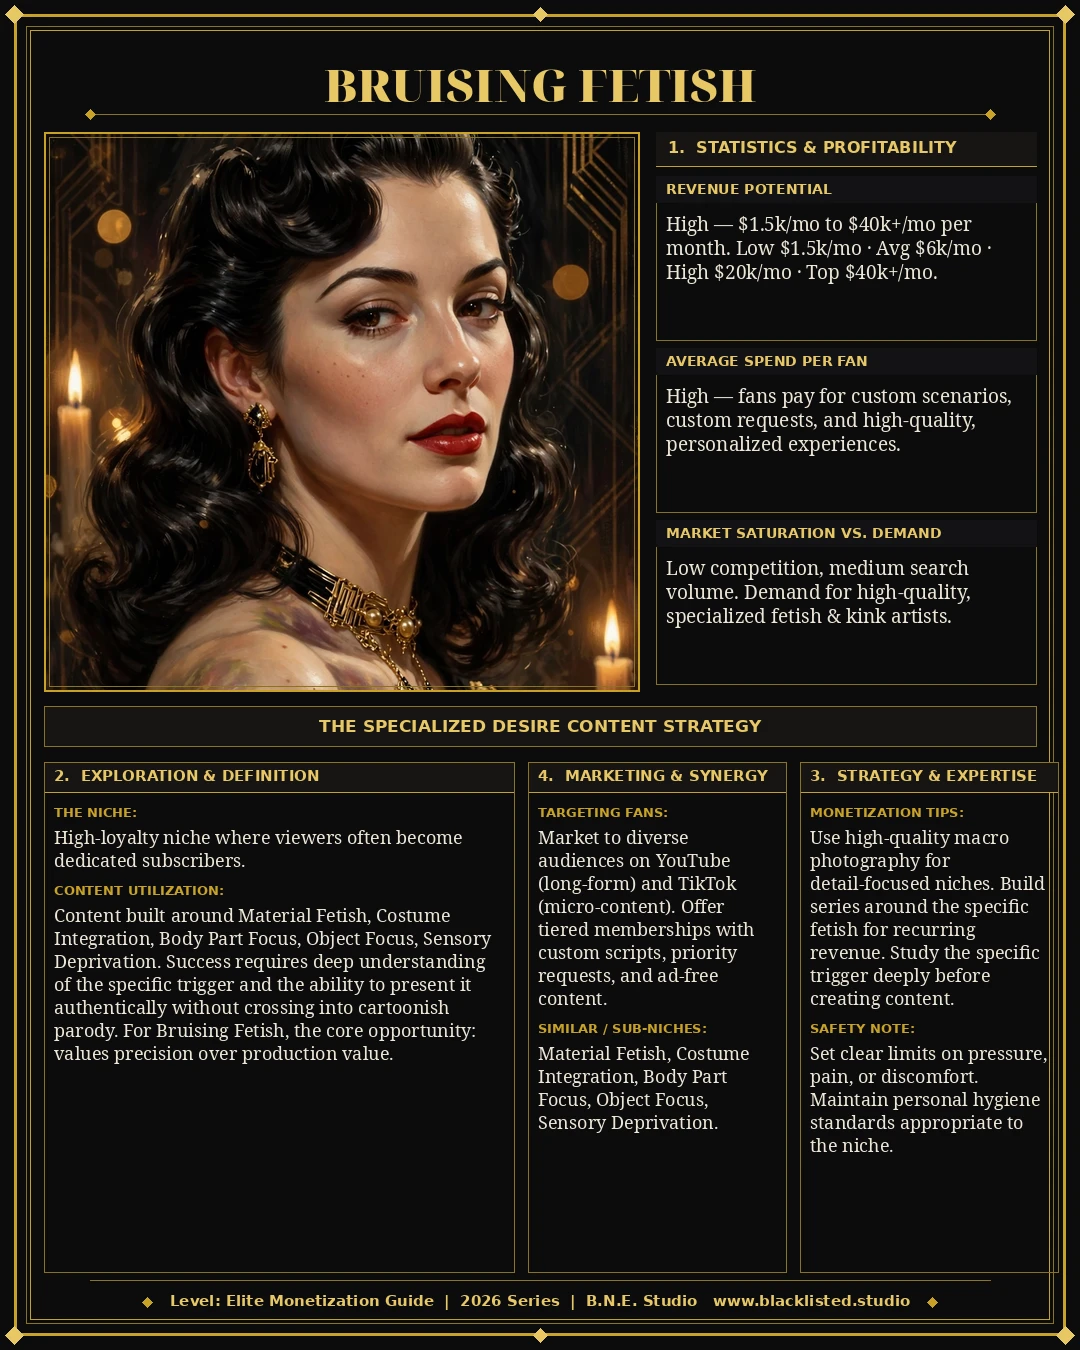 BRUISING FETISH
1. STATISTICS & PROFITABILITY
REVENUE POTENTIAL
High — $1.5k/mo to $40k+/mo per
month. Low $1.5k/mo · Avg $6k/mo ·
High $20k/mo · Top $40k+/mo.
AVERAGE SPEND PER FAN
High — fans pay for custom scenarios,
custom requests, and high-quality,
personalized experiences.
MARKET SATURATION VS. DEMAND
Low competition, medium search
volume. Demand for high-quality,
specialized fetish & kink artists.
THE SPECIALIZED DESIRE CONTENT STRATEGY
2. EXPLORATION & DEFINITION
THE NICHE:
High-loyalty niche where viewers often become
dedicated subscribers.
CONTENT UTILIZATION:
Content built around Material Fetish, Costume
Integration, Body Part Focus, Object Focus, Sensory
Deprivation. Success requires deep understanding
of the specific trigger and the ability to present it
authentically without crossing into cartoonish
parody. For Bruising Fetish, the core opportunity:
values precision over production value.
4. MARKETING & SYNERGY
TARGETING FANS:
Market to diverse
audiences on YouTube
(long-form) and TikTok
(micro-content). Offer
tiered memberships with
custom scripts, priority
requests, and ad-free
content.
SIMILAR / SUB-NICHES:
Material Fetish, Costume
Integration, Body Part
Focus, Object Focus,
Sensory Deprivation.
3. STRATEGY & EXPERTISE
MONETIZATION TIPS:
Use high-quality macro
photography for
detail-focused niches. Build
series around the specific
fetish for recurring
revenue. Study the specific
trigger deeply before
creating content.
SAFETY NOTE:
Set clear limits on pressure,
pain, or discomfort.
Maintain personal hygiene
standards appropriate to
the niche.
Level: Elite Monetization Guide | 2026 Series | B.N.E. Studio www.blacklisted.studio